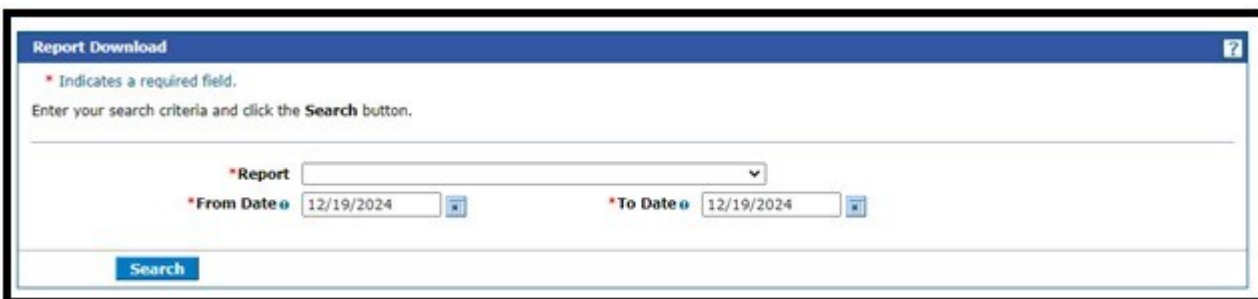 Report Download ?
* Indicates a required field.
Enter your search criteria and click the Search button.
*Report
*From Date 12/19/2024 *To Date 12/19/2024
Search